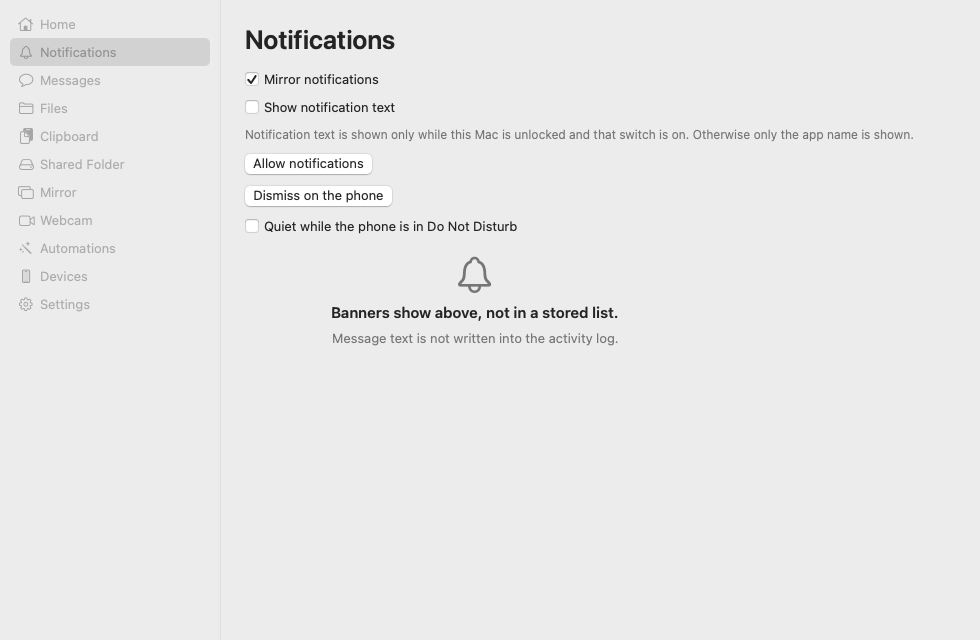 Home
Notifications
Messages
Files
Clipboard
Shared Folder
Mirror
Webcam
Automations
Devices
Settings
Notifications
Mirror notifications
Show notification text
Notification text is shown only while this Mac is unlocked and that switch is on. Otherwise only the app name is shown.
Allow notifications
Dismiss on the phone
Quiet while the phone is in Do Not Disturb
Banners show above, not in a stored list.
Message text is not written into the activity log.